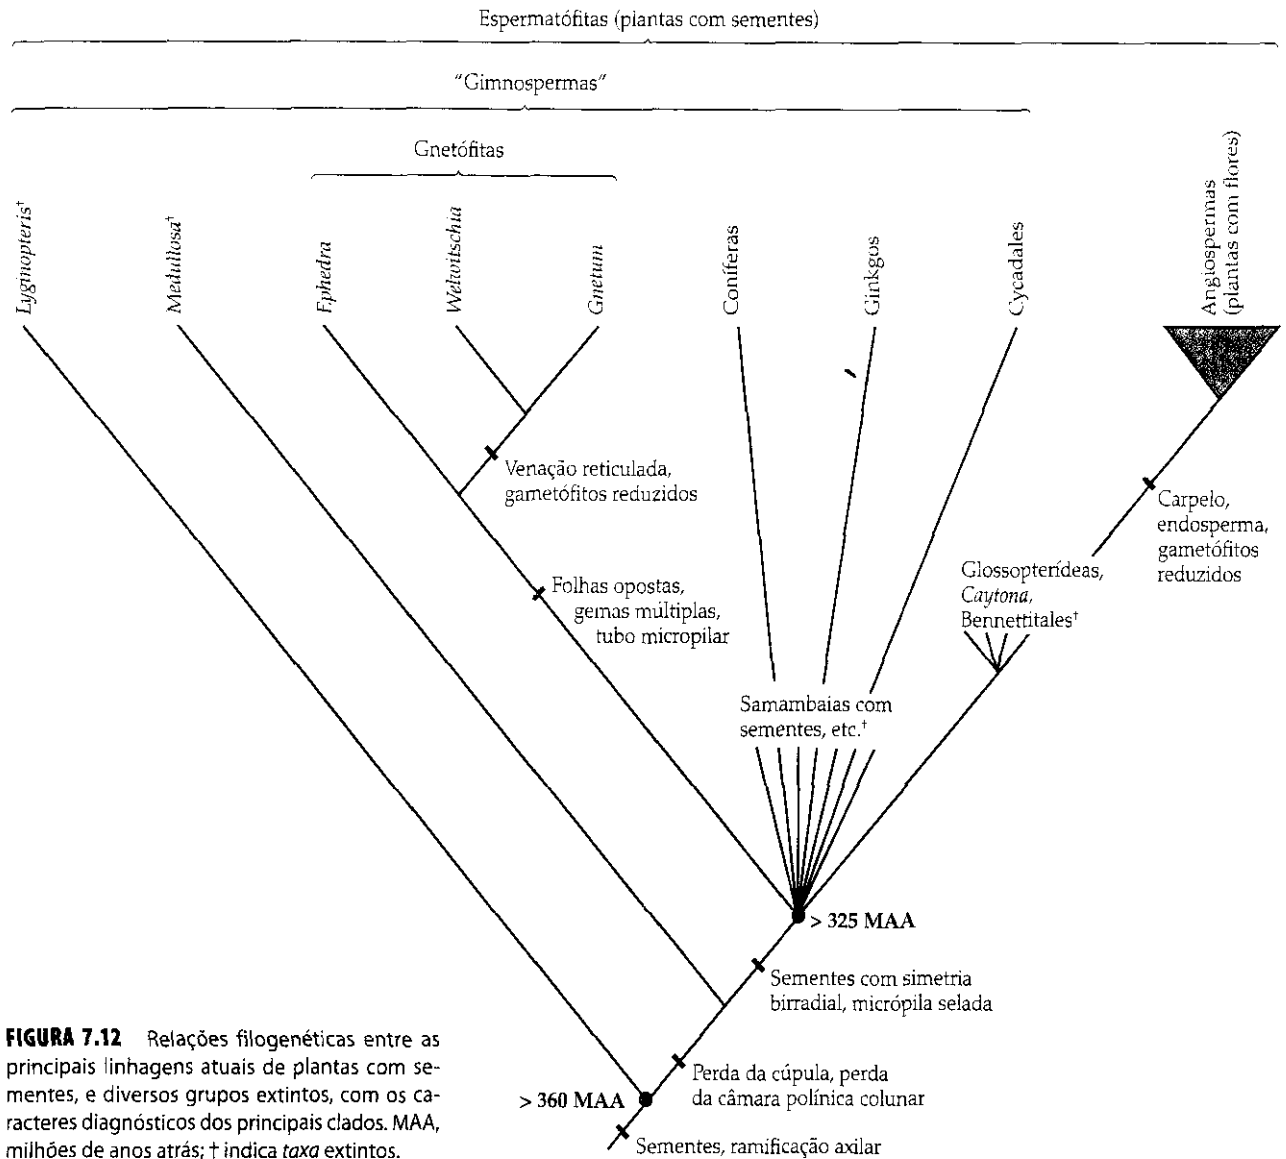 Espermatófitas (plantas com sementes)
"Gimnospermas"
Gnetófitas
Lyginopteris†
Medullosa†
Ephedra
Welwitschia
Gnetum
Coníferas
Ginkgos
Cycadales
Angiospermas
(plantas com flores)
Venação reticulada,
gametófitos reduzidos
Carpelo,
endosperma,
gametófitos
reduzidos
Glossopterídeas,
Caytona,
Bennettitales†
Folhas opostas,
gemas múltiplas,
tubo micropilar
Samambaias com
sementes, etc.†
> 325 MAA
Sementes com simetria
birradial, micrópila selada
Perda da cúpula, perda
da câmara polínica colunar
> 360 MAA
Sementes, ramificação axilar
FIGURA 7.12 Relações filogenéticas entre as
principais linhagens atuais de plantas com se-
mentes, e diversos grupos extintos, com os ca-
racteres diagnósticos dos principais clados. MAA,
milhões de anos atrás; † indica taxa extintos.